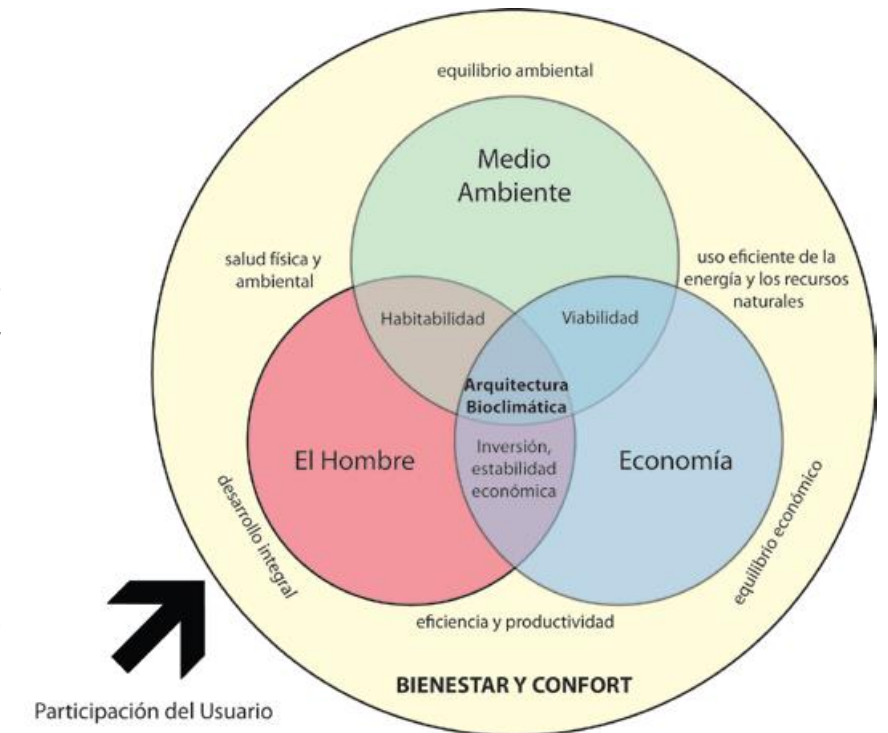 equilibrio ambiental
Medio
Ambiente
salud física y
ambiental
uso eficiente de la
energía y los recursos
naturales
Habitabilidad
Viabilidad
Arquitectura
Bioclimática
El Hombre
Inversión,
estabilidad
económica
Economía
desarrollo integral
equilibrio económico
eficiencia y productividad
BIENESTAR Y CONFORT
Participación del Usuario